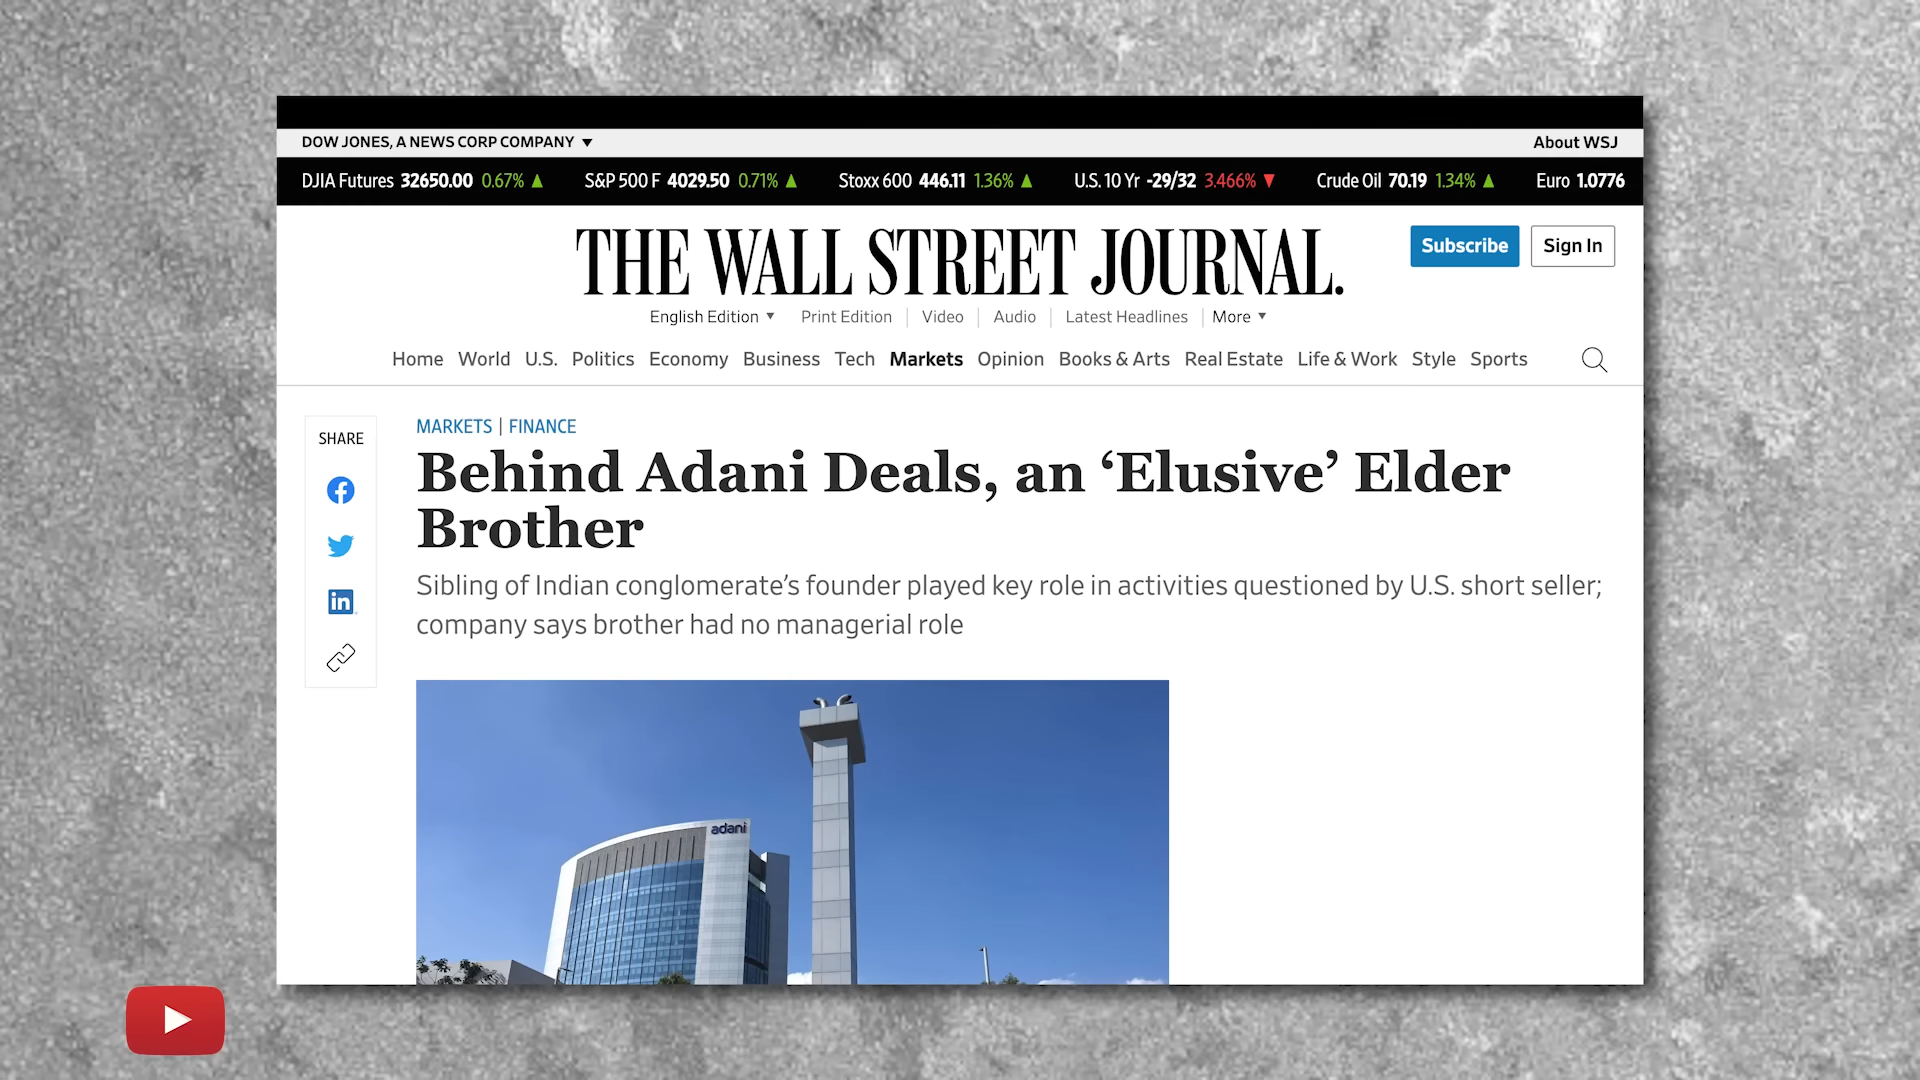 DOW JONES, A NEWS CORP COMPANY ▼ About WSJ
DJIA Futures 32650.00 0.67% ▲ S&P 500 F 4029.50 0.71% ▲ Stoxx 600 446.11 1.36% ▲ U.S. 10 Yr -29/32 3.466% ▼ Crude Oil 70.19 1.34% ▲ Euro 1.0776
THE WALL STREET JOURNAL.
Subscribe Sign In
English Edition ▼ Print Edition | Video | Audio | Latest Headlines | More ▼
Home World U.S. Politics Economy Business Tech Markets Opinion Books & Arts Real Estate Life & Work Style Sports
SHARE
MARKETS | FINANCE
Behind Adani Deals, an ‘Elusive’ Elder
Brother
Sibling of Indian conglomerate’s founder played key role in activities questioned by U.S. short seller;
company says brother had no managerial role
adani